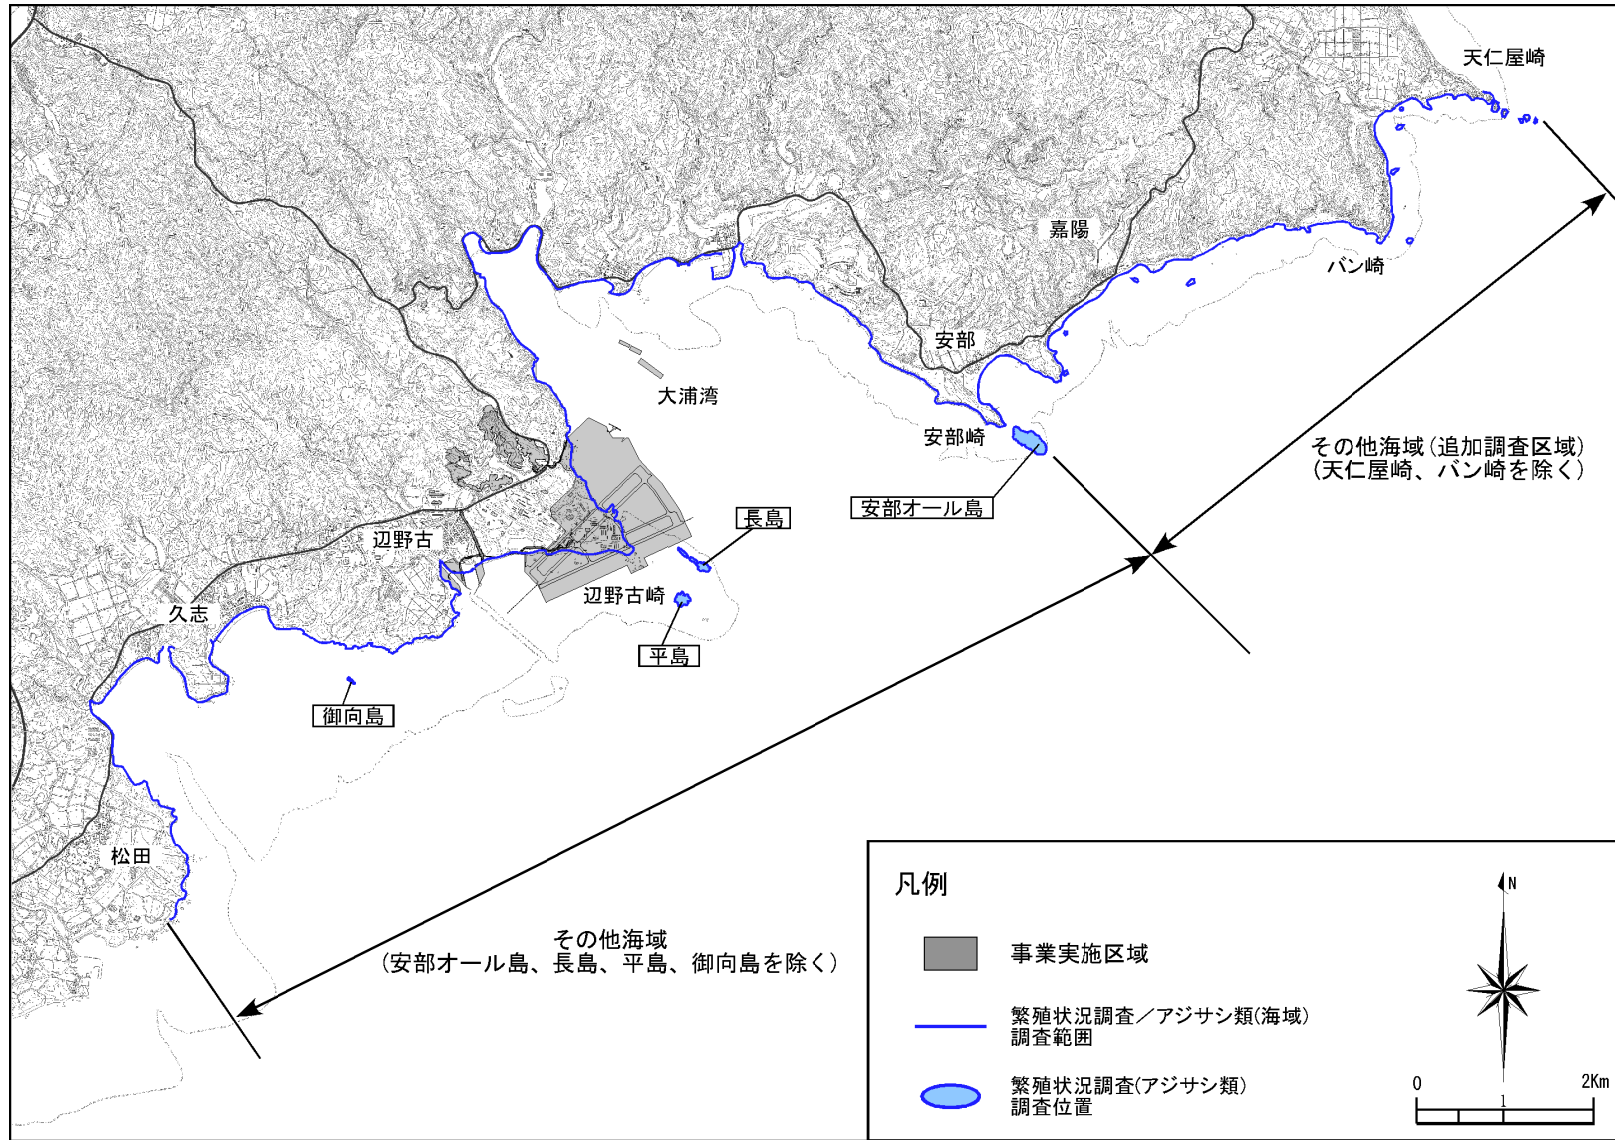 天仁屋崎
嘉陽
バン崎
安部
大浦湾
安部崎
その他海域(追加調査区域)
(天仁屋崎、バン崎を除く)
安部オール島
長島
辺野古
辺野古崎
久志
平島
御向島
松田
その他海域
(安部オール島、長島、平島、御向島を除く)
凡例
N
事業実施区域
繁殖状況調査/アジサシ類(海域)
調査範囲
繁殖状況調査(アジサシ類)
調査位置
0 1 2Km